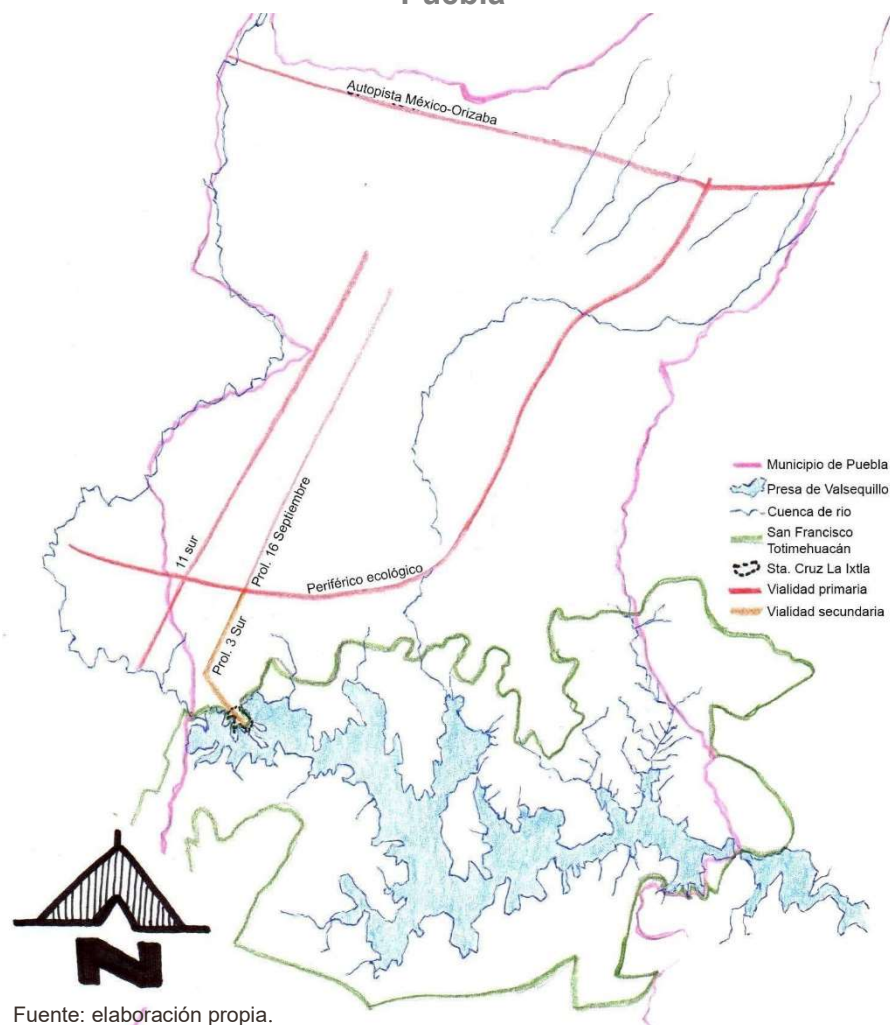 Puebla
Autopista México-Orizaba
11 sur
Prol. 16 Septiembre
Periférico ecológico
Prol. 3 Sur
Municipio de Puebla
Presa de Valsequillo
Cuenca de rio
San Francisco
Totimehuacán
Sta. Cruz La Ixtla
Vialidad primaria
Vialidad secundaria
N
Fuente: elaboración propia.